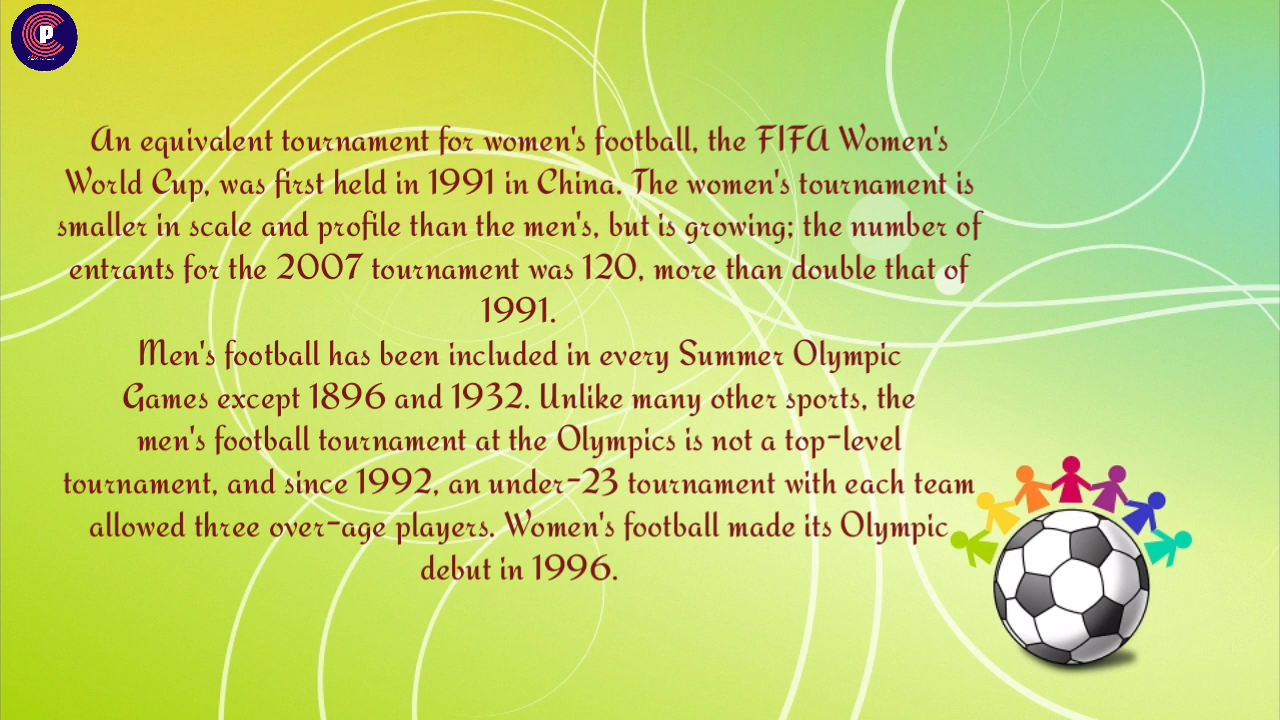 P
An equivalent tournament for women's football, the FIFA Women's
World Cup, was first held in 1991 in China. The women's tournament is
smaller in scale and profile than the men's, but is growing; the number of
entrants for the 2007 tournament was 120, more than double that of
1991.
Men's football has been included in every Summer Olympic
Games except 1896 and 1932. Unlike many other sports, the
men's football tournament at the Olympics is not a top-level
tournament, and since 1992, an under-23 tournament with each team
allowed three over-age players. Women's football made its Olympic
debut in 1996.